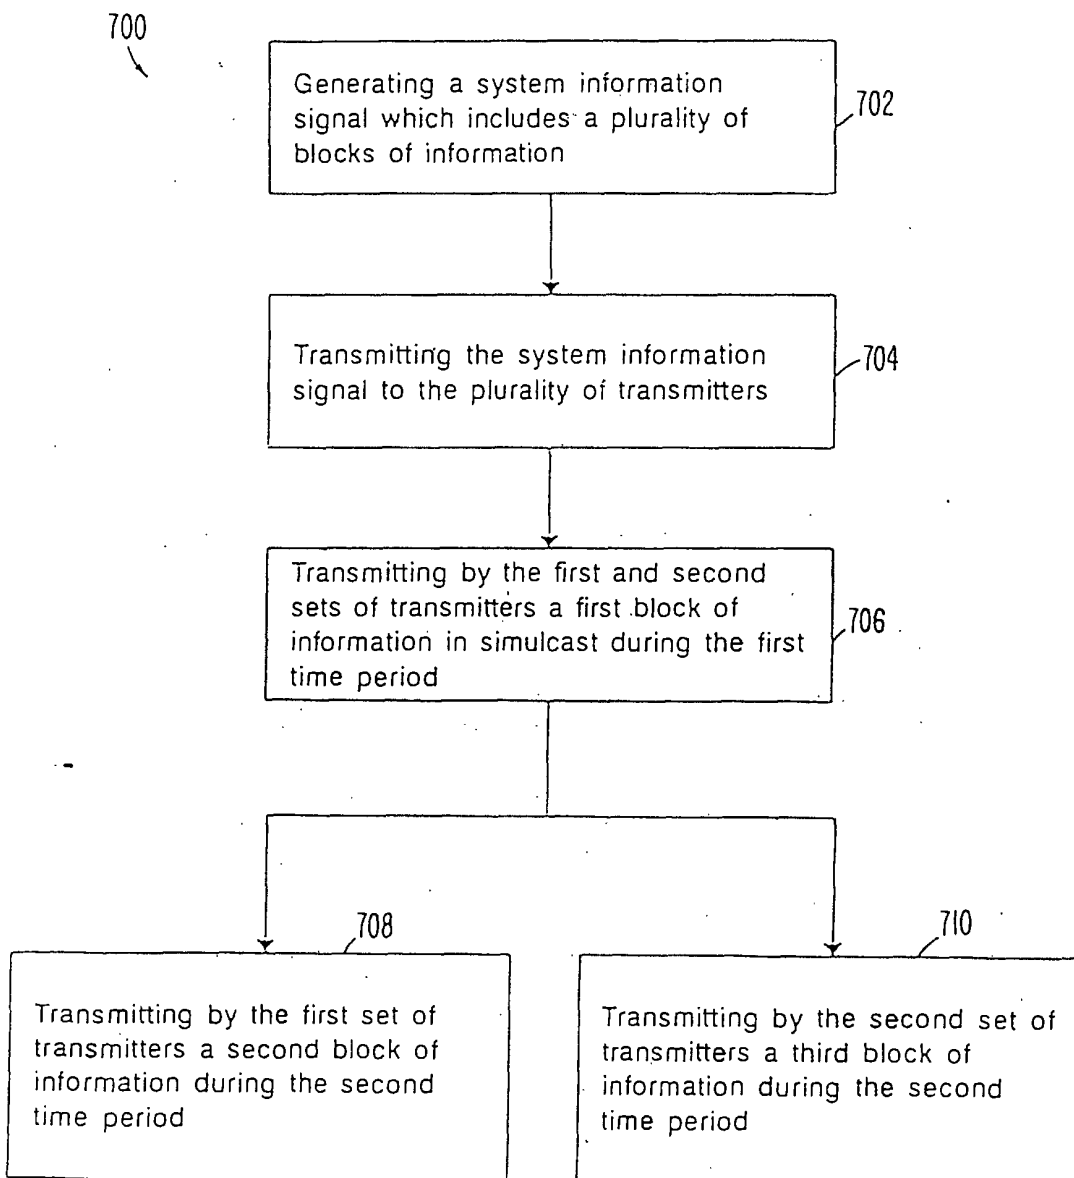 700
Generating a system information
signal which includes a plurality of
blocks of information
702
Transmitting the system information
signal to the plurality of transmitters
704
Transmitting by the first and second
sets of transmitters a first block of
information in simulcast during the first
time period
706
708
Transmitting by the first set of
transmitters a second block of
information during the second
time period
710
Transmitting by the second set of
transmitters a third block of
information during the second
time period